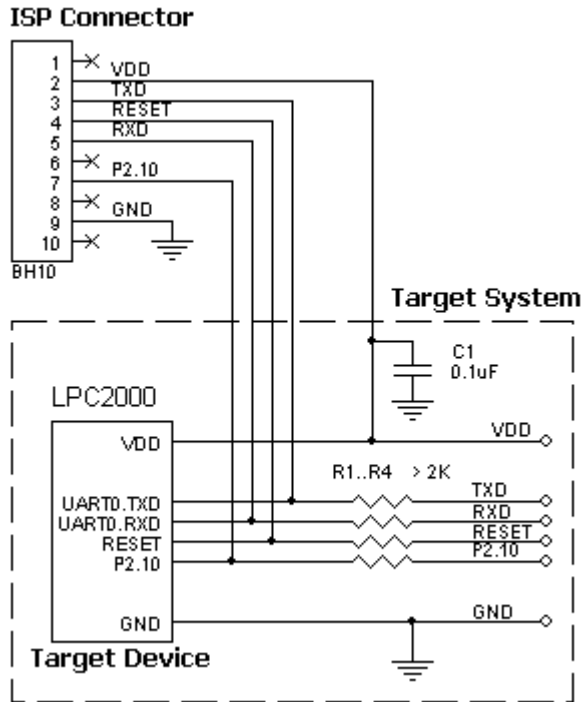 ISP Connector
1
2
3
4
5
6
7
8
9
10
VDD
TXD
RESET
RXD
P2.10
GND
BH10
Target System
C1
0.1uF
LPC2000
VDD
UART0.TXD
UART0.RXD
RESET
P2.10
GND
R1..R4 > 2K
VDD
TXD
RXD
RESET
P2.10
GND
Target Device